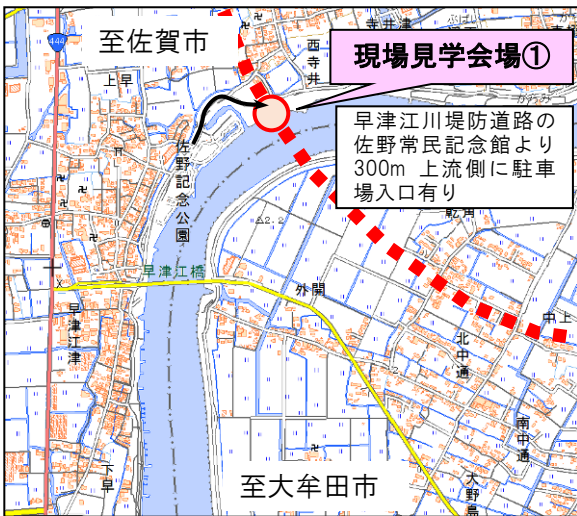 444
至佐賀市
寺井津
西寺井
上早
現場見学会場①
早津江川堤防道路の
佐野常民記念館より
300m 上流側に駐車
場入口有り
佐野記念公園
2.2
乾角
早津江橋
外開
中上
早津江津
北中通
南中通
大野島
下早
至大牟田市